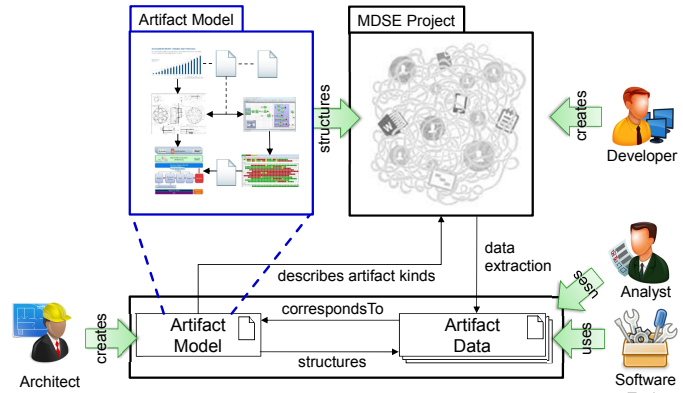 Artifact Model
MDSE Project
structures
creates
Developer
describes artifact kinds
data
extraction
Analyst
uses
correspondsTo
Artifact
Model
Artifact
Data
structures
creates
uses
Architect
Software